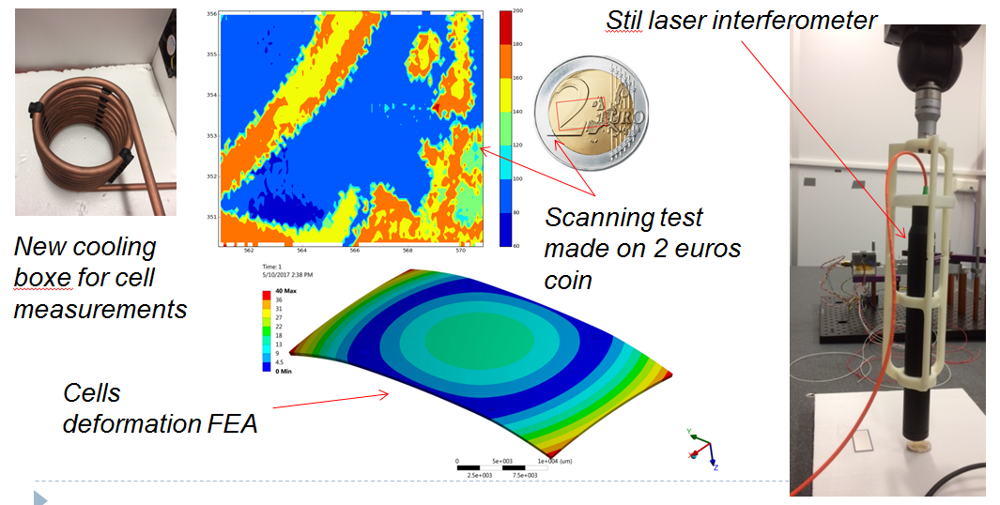 Stil laser interferometer
356
355
354
353
352
351
562
564
566
568
570
200
180
160
140
120
100
80
60
2
EURO
New cooling
boxe for cell
measurements
Scanning test
made on 2 euros
coin
Time: 1
5/10/2017 2:38 PM
40 Max
36
31
27
22
18
13
9
4.5
0 Min
Cells
deformation FEA
0 5e+003 1e+004 (um)
2.5e+003 7.5e+003
Y
X
Z